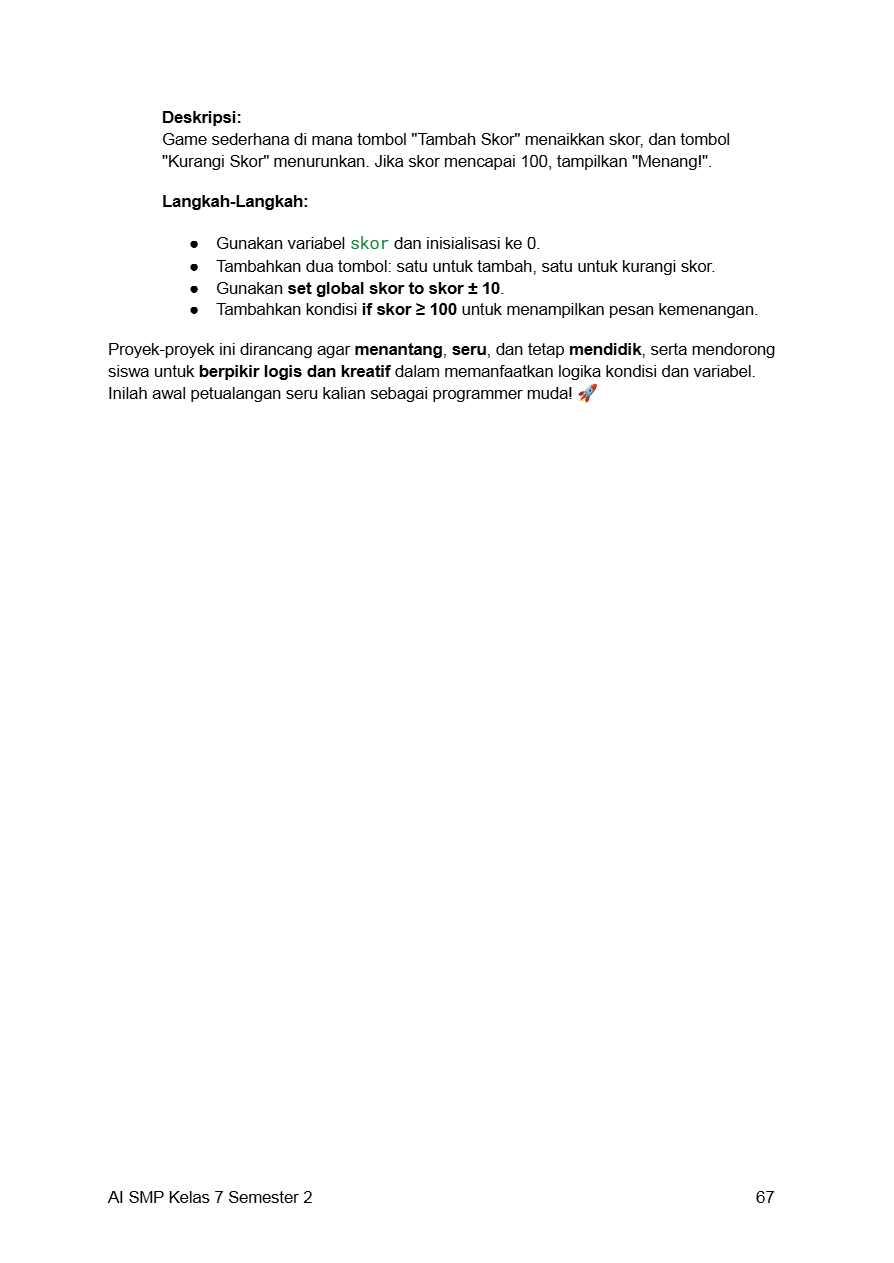 Deskripsi:
Game sederhana di mana tombol "Tambah Skor" menaikkan skor, dan tombol
"Kurangi Skor" menurunkan. Jika skor mencapai 100, tampilkan "Menang!".
Langkah-Langkah:
● Gunakan variabel skor dan inisialisasi ke 0.
● Tambahkan dua tombol: satu untuk tambah, satu untuk kurangi skor.
● Gunakan set global skor to skor ± 10.
● Tambahkan kondisi if skor ≥ 100 untuk menampilkan pesan kemenangan.
Proyek-proyek ini dirancang agar menantang, seru, dan tetap mendidik, serta mendorong
siswa untuk berpikir logis dan kreatif dalam memanfaatkan logika kondisi dan variabel.
Inilah awal petualangan seru kalian sebagai programmer muda! 🚀
AI SMP Kelas 7 Semester 2 67